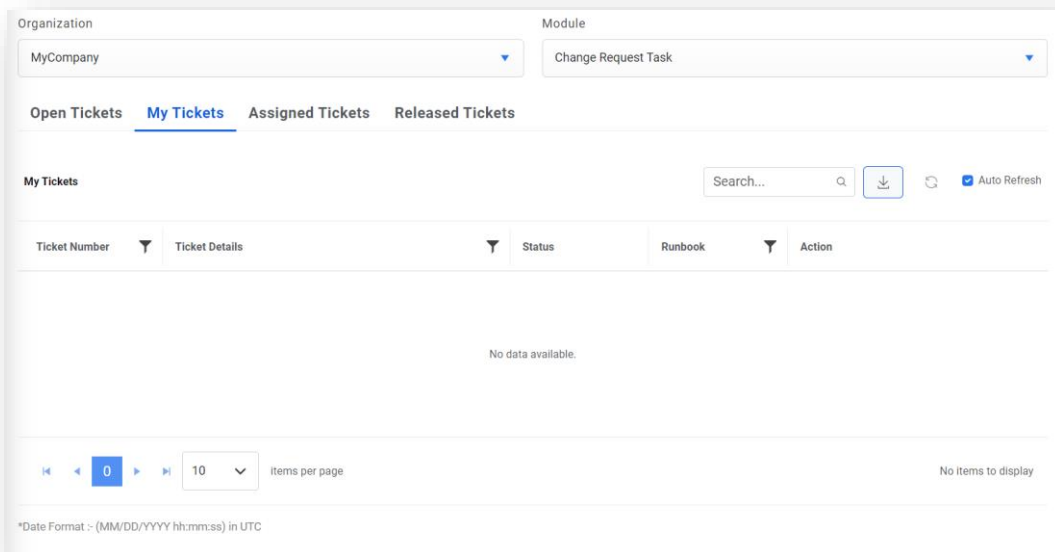 Organization Module
MyCompany Change Request Task
Open Tickets My Tickets Assigned Tickets Released Tickets
My Tickets Search... Auto Refresh
Ticket Number Ticket Details Status Runbook Action
No data available.
0 10 items per page No items to display
*Date Format :- (MM/DD/YYYY hh:mm:ss) in UTC